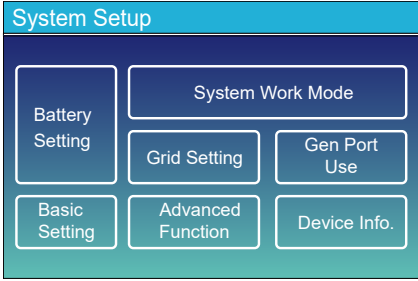 System Setup
Battery
Setting
System Work Mode
Grid Setting
Gen Port
Use
Basic
Setting
Advanced
Function
Device Info.